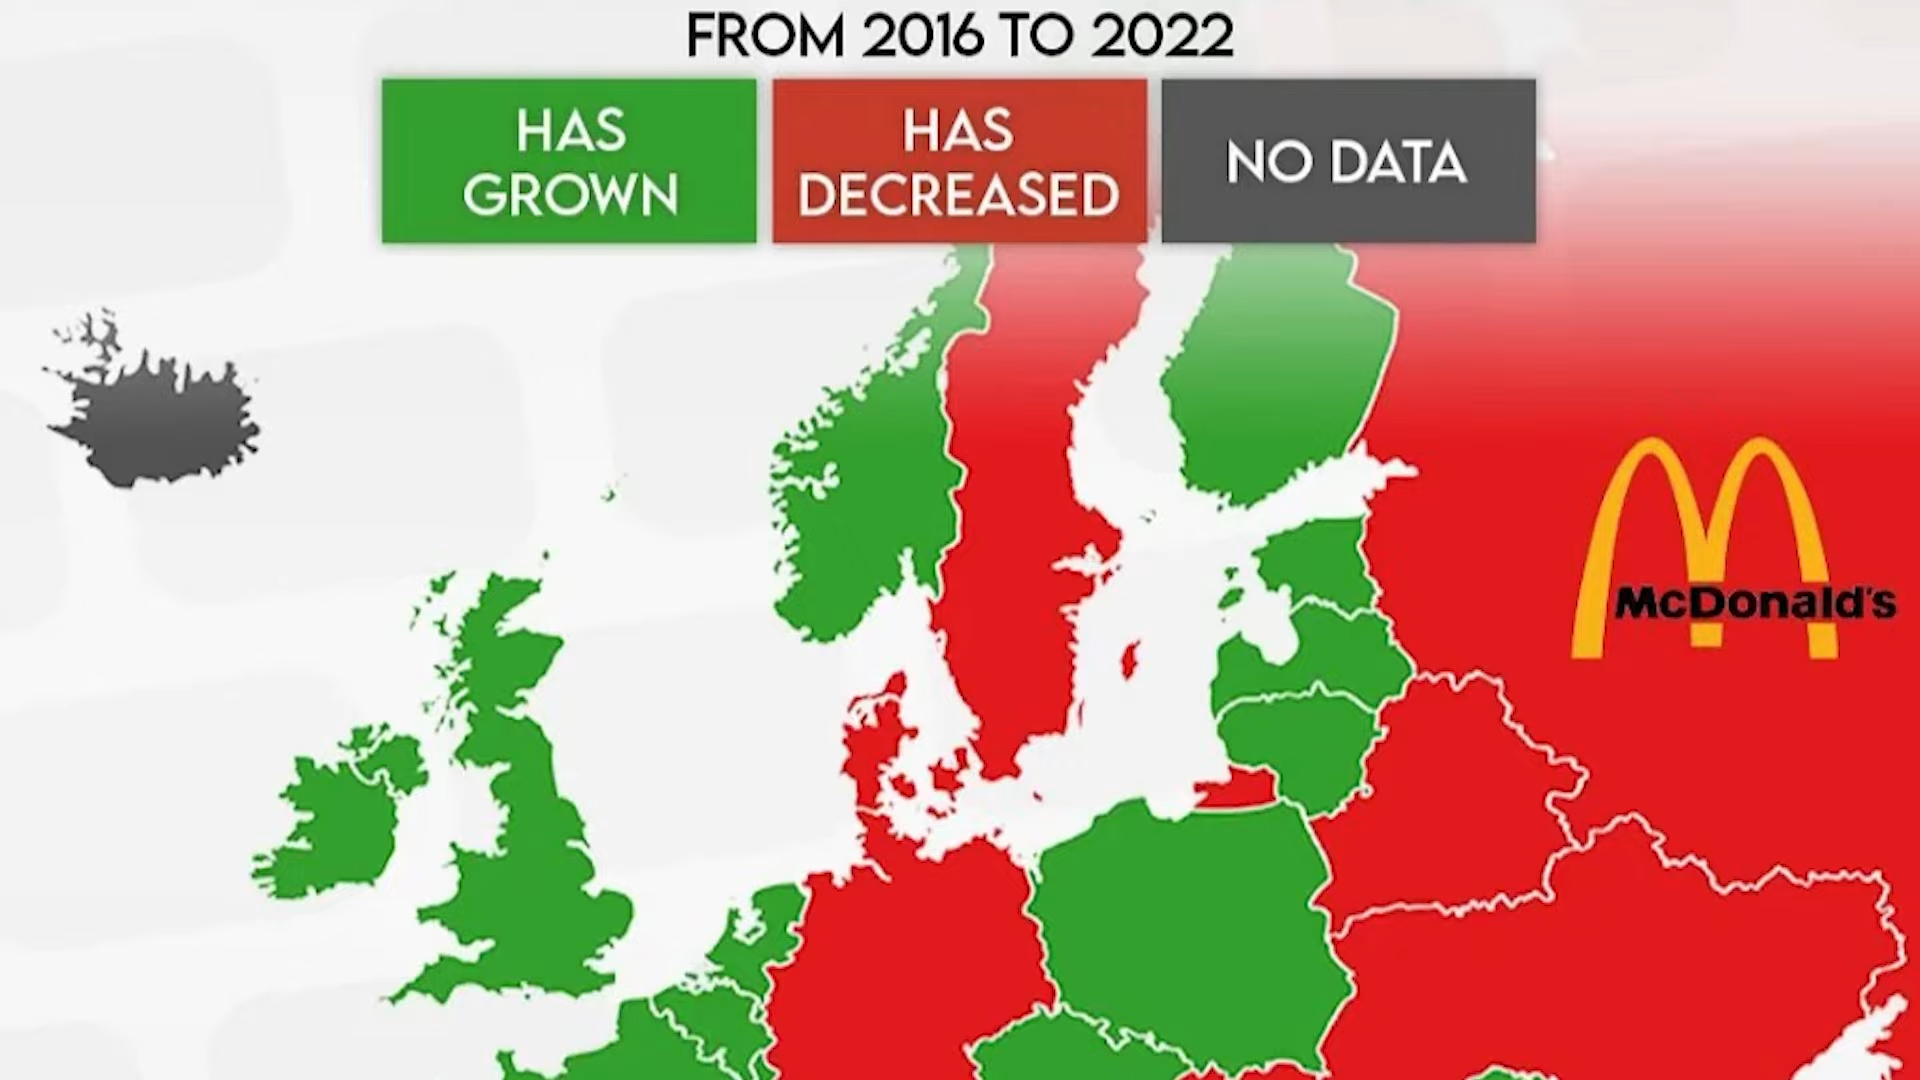 FROM 2016 TO 2022
HAS
GROWN
HAS
DECREASED
NO DATA
McDonald's